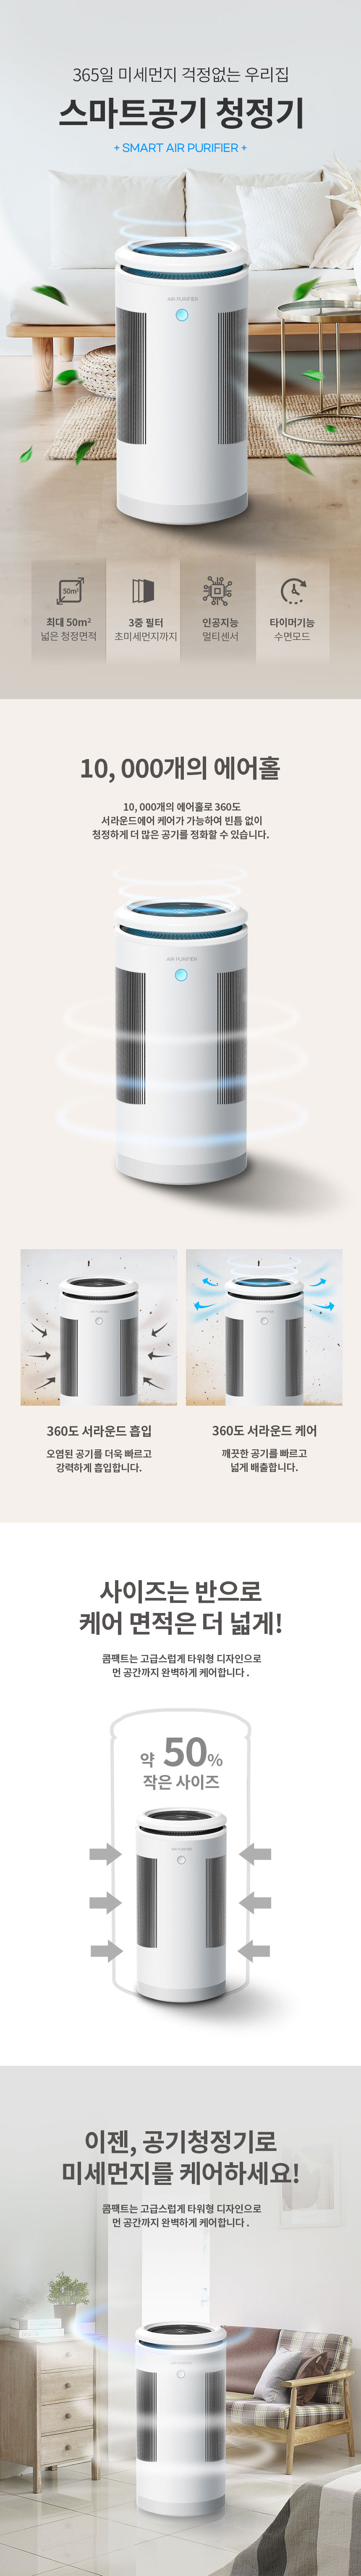 365일 미세먼지 걱정없는 우리집
스마트공기 청정기
+ SMART AIR PURIFIER +
AIR PURIFIER
50m²
최대 50m²
넓은 청정면적
3중 필터
초미세먼지까지
인공지능
멀티센서
타이머기능
수면모드
10, 000개의 에어홀
10, 000개의 에어홀로 360도
서라운드에어 케어가 가능하여 빈틈 없이
청정하게 더 많은 공기를 정화할 수 있습니다.
AIR PURIFIER
AIR PURIFIER
AIR PURIFIER
360도 서라운드 흡입
오염된 공기를 더욱 빠르고
강력하게 흡입합니다.
360도 서라운드 케어
깨끗한 공기를 빠르고
넓게 배출합니다.
사이즈는 반으로
케어 면적은 더 넓게!
콤팩트는 고급스럽게 타워형 디자인으로
먼 공간까지 완벽하게 케어합니다 .
약 50%
작은 사이즈
AIR PURIFIER
이젠, 공기청정기로
미세먼지를 케어하세요!
콤팩트는 고급스럽게 타워형 디자인으로
먼 공간까지 완벽하게 케어합니다 .
AIR PURIFIER